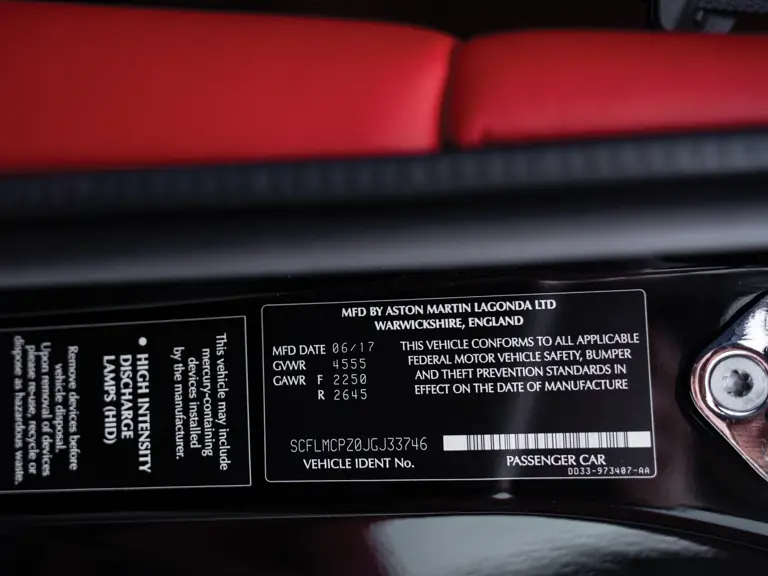 This vehicle may include
mercury-containing
devices installed
by the manufacturer.
• HIGH INTENSITY
DISCHARGE
LAMPS (HID)
Remove devices before
vehicle disposal.
Upon removal of devices
please re-use, recycle or
dispose as hazardous waste.
MFD BY ASTON MARTIN LAGONDA LTD
WARWICKSHIRE, ENGLAND
MFD DATE 06/17
GVWR 4555
GAWR F 2250
R 2645
THIS VEHICLE CONFORMS TO ALL APPLICABLE
FEDERAL MOTOR VEHICLE SAFETY, BUMPER
AND THEFT PREVENTION STANDARDS IN
EFFECT ON THE DATE OF MANUFACTURE
SCFLMCPZ0JGJ33746
VEHICLE IDENT No.
PASSENGER CAR
DD33-973407-AA